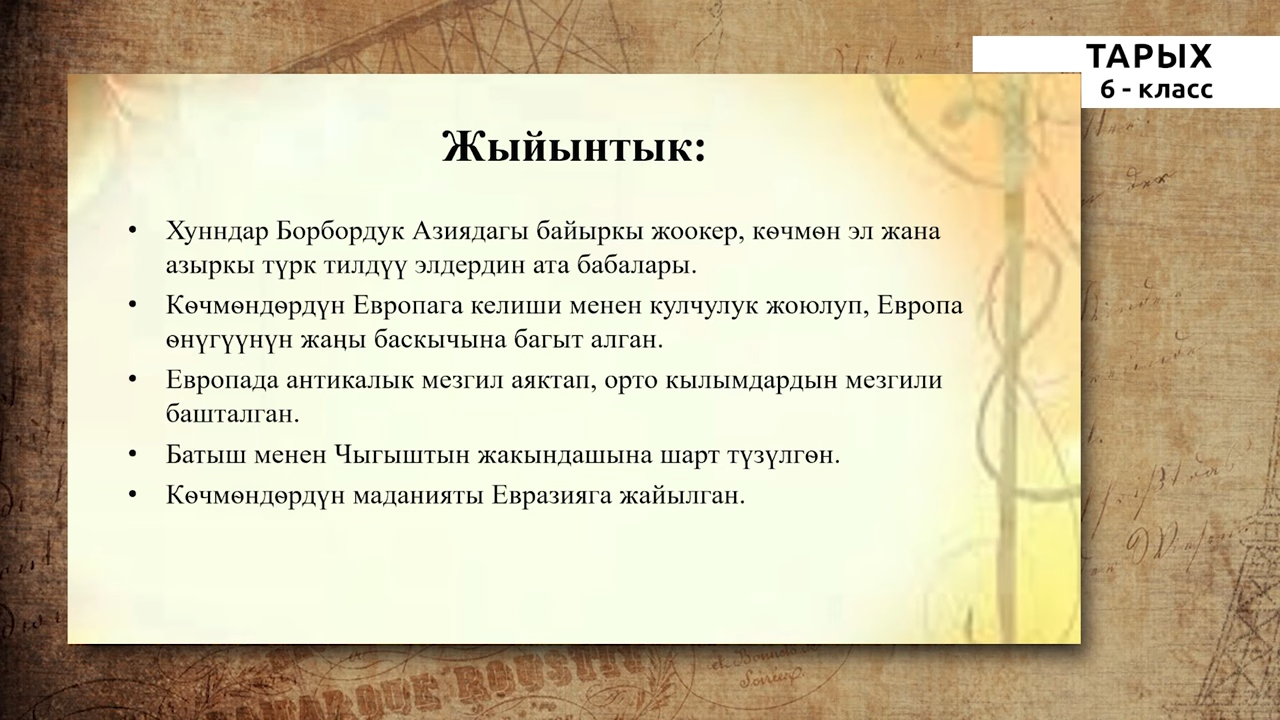 ТАРЫХ
6 - класс
Жыйынтык:
• Хунндар Борбордук Азиядагы байыркы жоокер, көчмөн эл жана
азыркы түрк тилдүү элдердин ата бабалары.
• Көчмөндөрдүн Европага келиши менен кулчулук жоюлуп, Европа
өнүгүүнүн жаңы баскычына багыт алган.
• Европада антикалык мезгил аяктап, орто кылымдардын мезгили
башталган.
• Батыш менен Чыгыштын жакындашына шарт түзүлгөн.
• Көчмөндөрдүн маданияты Евразияга жайылган.